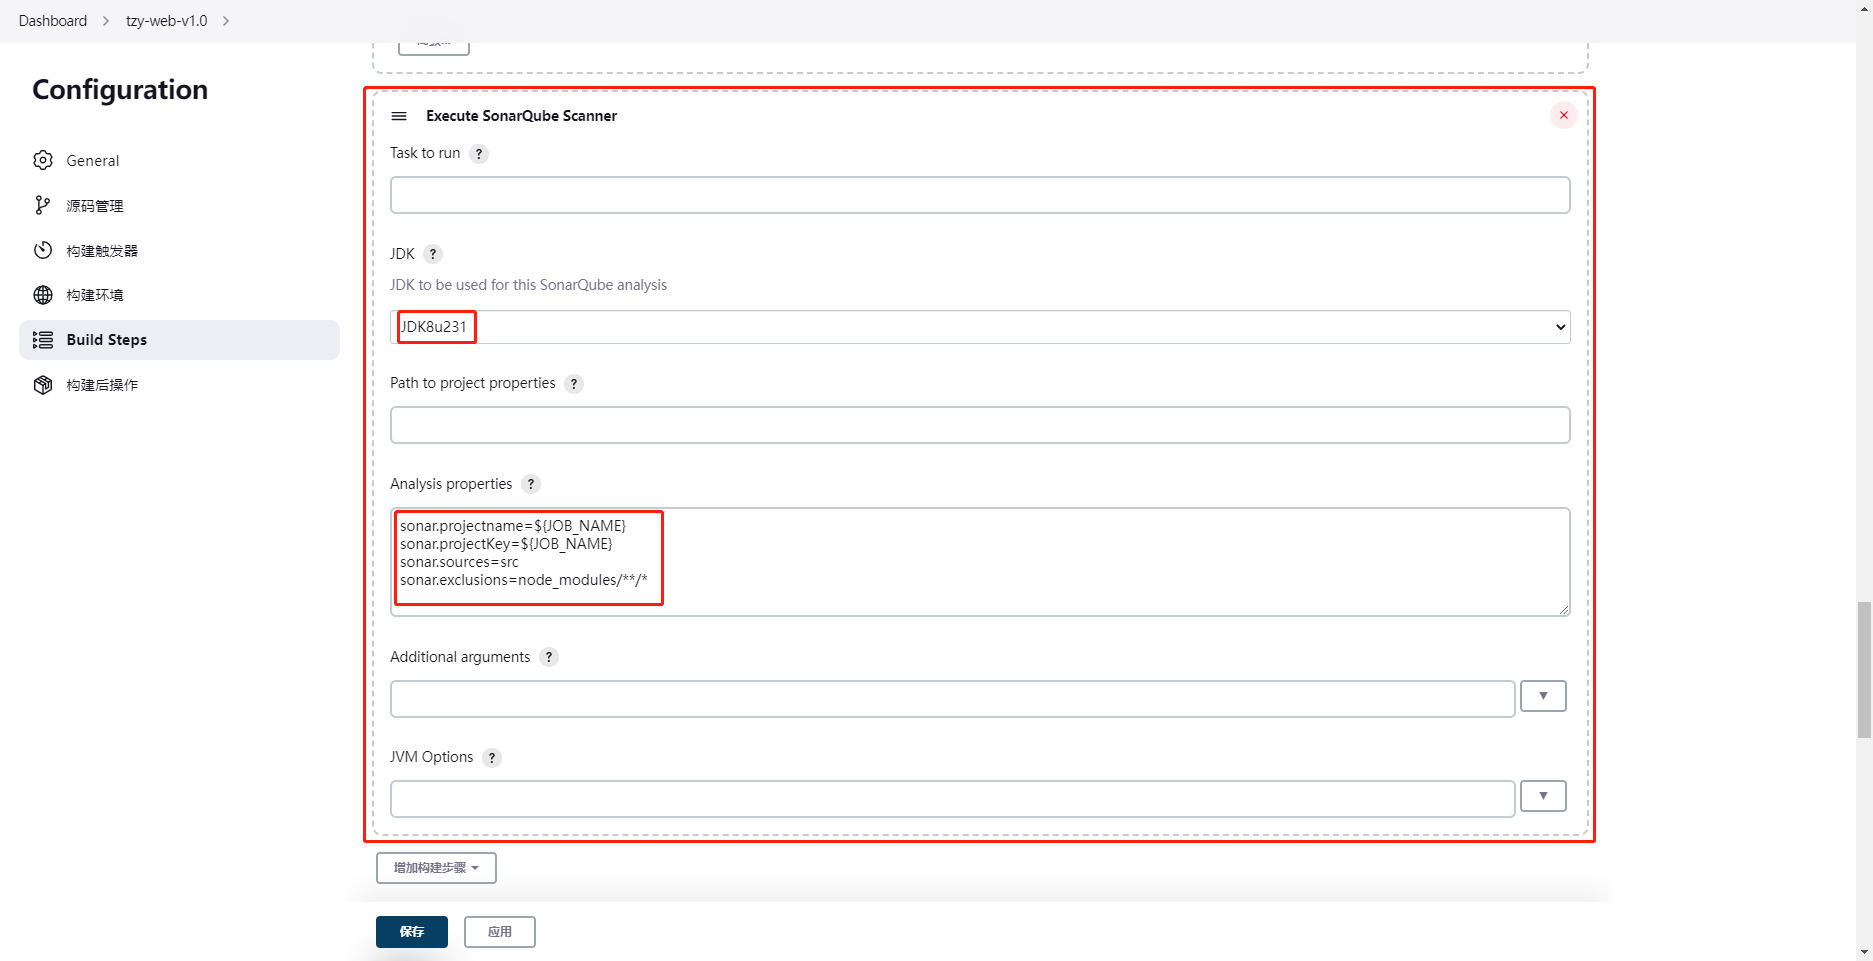 Dashboard > tzy-web-v1.0 >
Configuration
General
源码管理
构建触发器
构建环境
Build Steps
构建后操作
Execute SonarQube Scanner
Task to run ?
JDK ?
JDK to be used for this SonarQube analysis
JDK8u231
Path to project properties ?
Analysis properties ?
sonar.projectname=${JOB_NAME}
sonar.projectKey=${JOB_NAME}
sonar.sources=src
sonar.exclusions=node_modules/**/*
Additional arguments ?
JVM Options ?
增加构建步骤
保存
应用